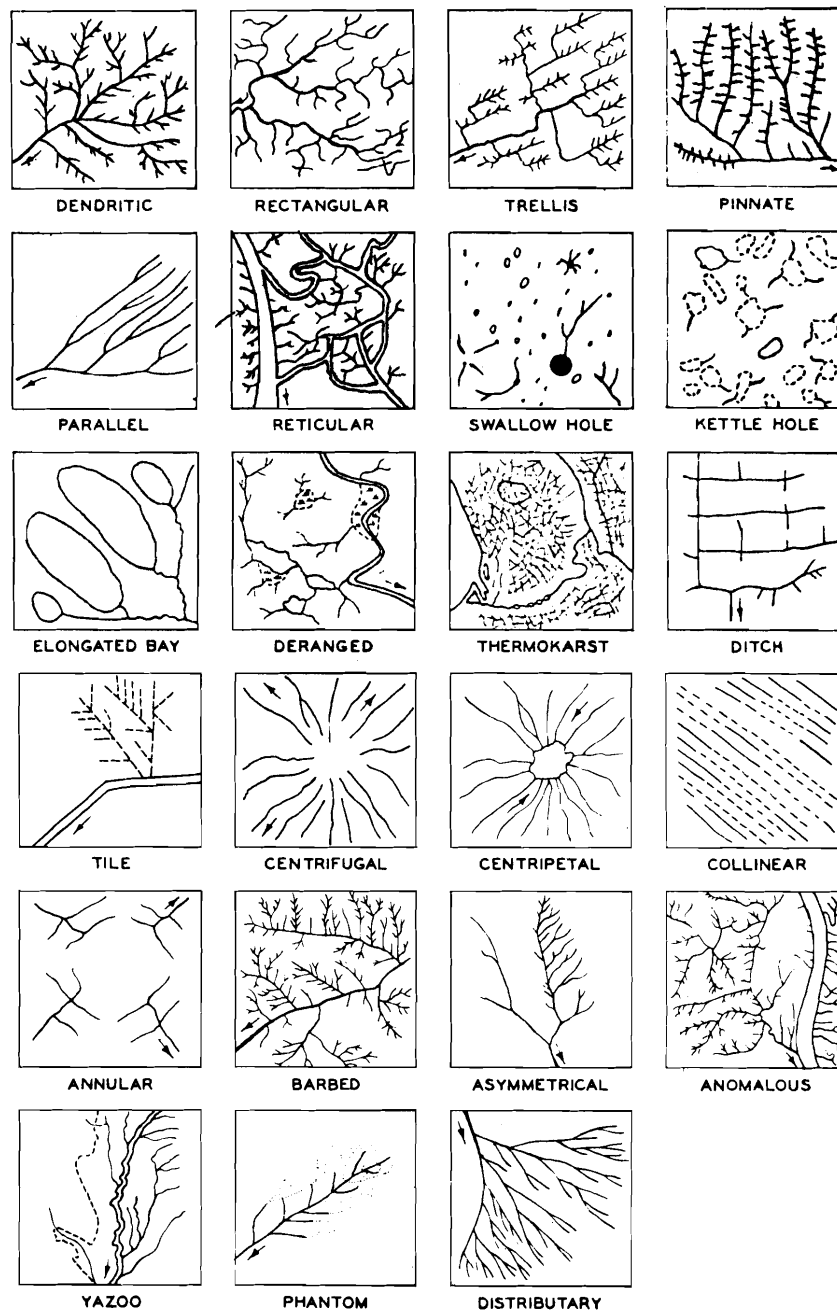 DENDRITIC RECTANGULAR TRELLIS PINNATE
PARALLEL RETICULAR SWALLOW HOLE KETTLE HOLE
ELONGATED BAY DERANGED THERMOKARST DITCH
TILE CENTRIFUGAL CENTRIPETAL COLLINEAR
ANNULAR BARBED ASYMMETRICAL ANOMALOUS
YAZOO PHANTOM DISTRIBUTARY